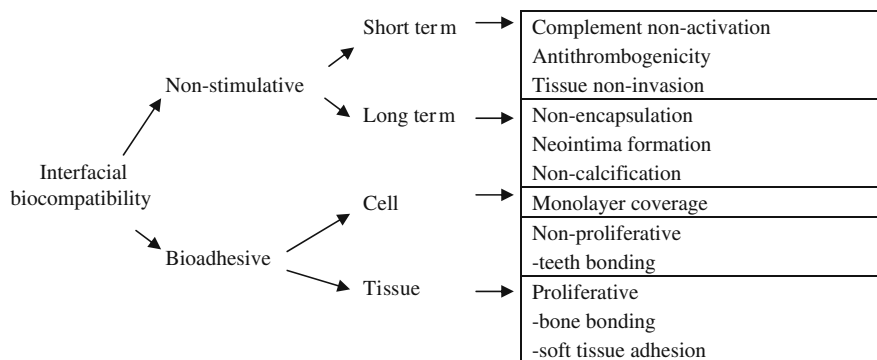 Interfacial
biocompatibility
Non-stimulative
Bioadhesive
Short term
Long term
Cell
Tissue
Complement non-activation
Antithrombogenicity
Tissue non-invasion
Non-encapsulation
Neointima formation
Non-calcification
Monolayer coverage
Non-proliferative
-teeth bonding
Proliferative
-bone bonding
-soft tissue adhesion